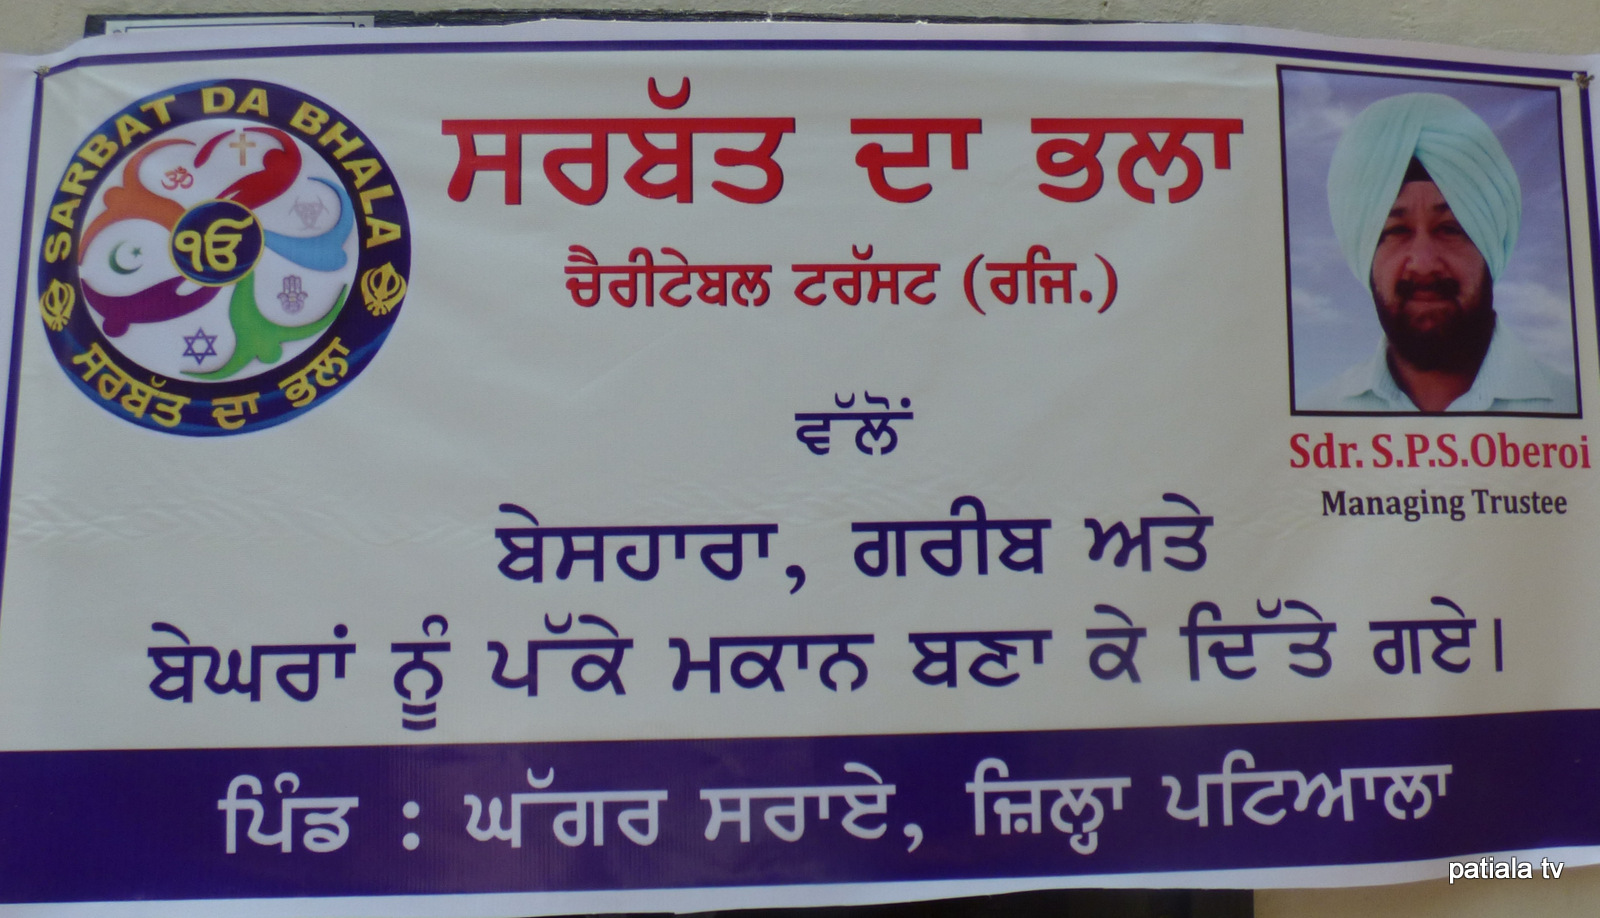 SARBAT DA BHALA
ੴ
ਸਰਬੱਤ ਦਾ ਭਲਾ
ਸਰਬੱਤ ਦਾ ਭਲਾ
ਚੈਰੀਟੇਬਲ ਟਰੱਸਟ (ਰਜਿ.)
ਵੱਲੋਂ
Sdr. S.P.S.Oberoi
Managing Trustee
ਬੇਸਹਾਰਾ, ਗਰੀਬ ਅਤੇ
ਬੇਘਰਾਂ ਨੂੰ ਪੱਕੇ ਮਕਾਨ ਬਣਾ ਕੇ ਦਿੱਤੇ ਗਏ।
ਪਿੰਡ : ਘੱਗਰ ਸਰਾਏ, ਜ਼ਿਲ੍ਹਾ ਪਟਿਆਲਾ
patiala tv